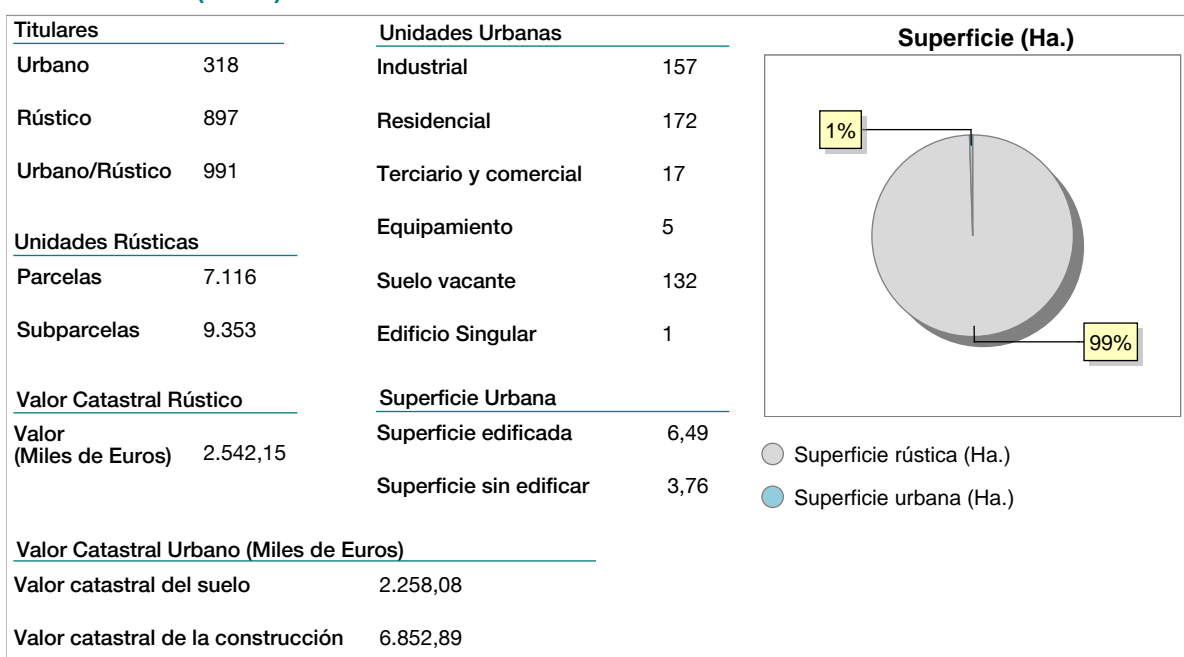 Titulares
Urbano 318
Rústico 897
Urbano/Rústico 991
Unidades Rústicas
Parcelas 7.116
Subparcelas 9.353
Valor Catastral Rústico
Valor
(Miles de Euros) 2.542,15
Unidades Urbanas
Industrial 157
Residencial 172
Terciario y comercial 17
Equipamiento 5
Suelo vacante 132
Edificio Singular 1
Superficie Urbana
Superficie edificada 6,49
Superficie sin edificar 3,76
Valor Catastral Urbano (Miles de Euros)
Valor catastral del suelo 2.258,08
Valor catastral de la construcción 6.852,89
Superficie (Ha.)
1%
99%
Superficie rústica (Ha.)
Superficie urbana (Ha.)